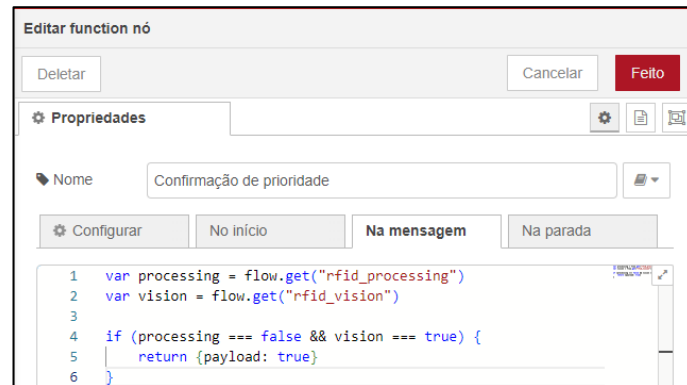 Editar function nó
Deletar Cancelar Feito
Propriedades
Nome Confirmação de prioridade
Configurar No início Na mensagem Na parada
1 var processing = flow.get("rfid_processing")
2 var vision = flow.get("rfid_vision")
3
4 if (processing === false && vision === true) {
5 return {payload: true}
6 }